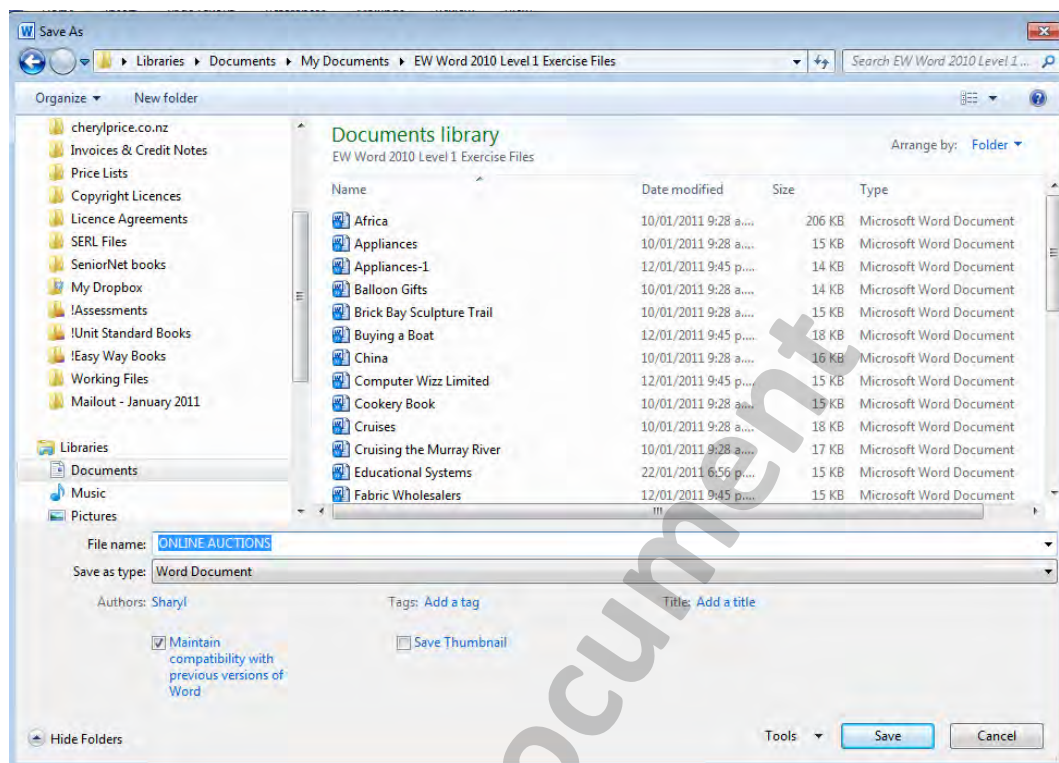 Save As
Libraries Documents My Documents EW Word 2010 Level 1 Exercise Files Search EW Word 2010 Level 1 ...
Organize New folder
cherylprice.co.nz
Invoices & Credit Notes
Price Lists
Copyright Licences
Licence Agreements
SERL Files
SeniorNet books
My Dropbox
!Assessments
!Unit Standard Books
!Easy Way Books
Working Files
Mailout - January 2011
Libraries
Documents
Music
Pictures
Documents library
EW Word 2010 Level 1 Exercise Files
Arrange by: Folder
Name Date modified Size Type
Africa 10/01/2011 9:28 a.... 206 KB Microsoft Word Document
Appliances 10/01/2011 9:28 a.... 15 KB Microsoft Word Document
Appliances-1 12/01/2011 9:45 p.... 14 KB Microsoft Word Document
Balloon Gifts 10/01/2011 9:28 a.... 14 KB Microsoft Word Document
Brick Bay Sculpture Trail 10/01/2011 9:28 a.... 15 KB Microsoft Word Document
Buying a Boat 12/01/2011 9:45 p.... 18 KB Microsoft Word Document
China 10/01/2011 9:28 a.... 16 KB Microsoft Word Document
Computer Wizz Limited 12/01/2011 9:45 p.... 15 KB Microsoft Word Document
Cookery Book 10/01/2011 9:28 a.... 15 KB Microsoft Word Document
Cruises 10/01/2011 9:28 a.... 18 KB Microsoft Word Document
Cruising the Murray River 10/01/2011 9:28 a.... 17 KB Microsoft Word Document
Educational Systems 22/01/2011 6:56 p.... 15 KB Microsoft Word Document
Fabric Wholesalers 12/01/2011 9:45 p.... 15 KB Microsoft Word Document
File name: ONLINE AUCTIONS
Save as type: Word Document
Authors: Sharyl Tags: Add a tag Title: Add a title
Maintain compatibility with previous versions of Word
Save Thumbnail
Hide Folders Tools Save Cancel
ocument